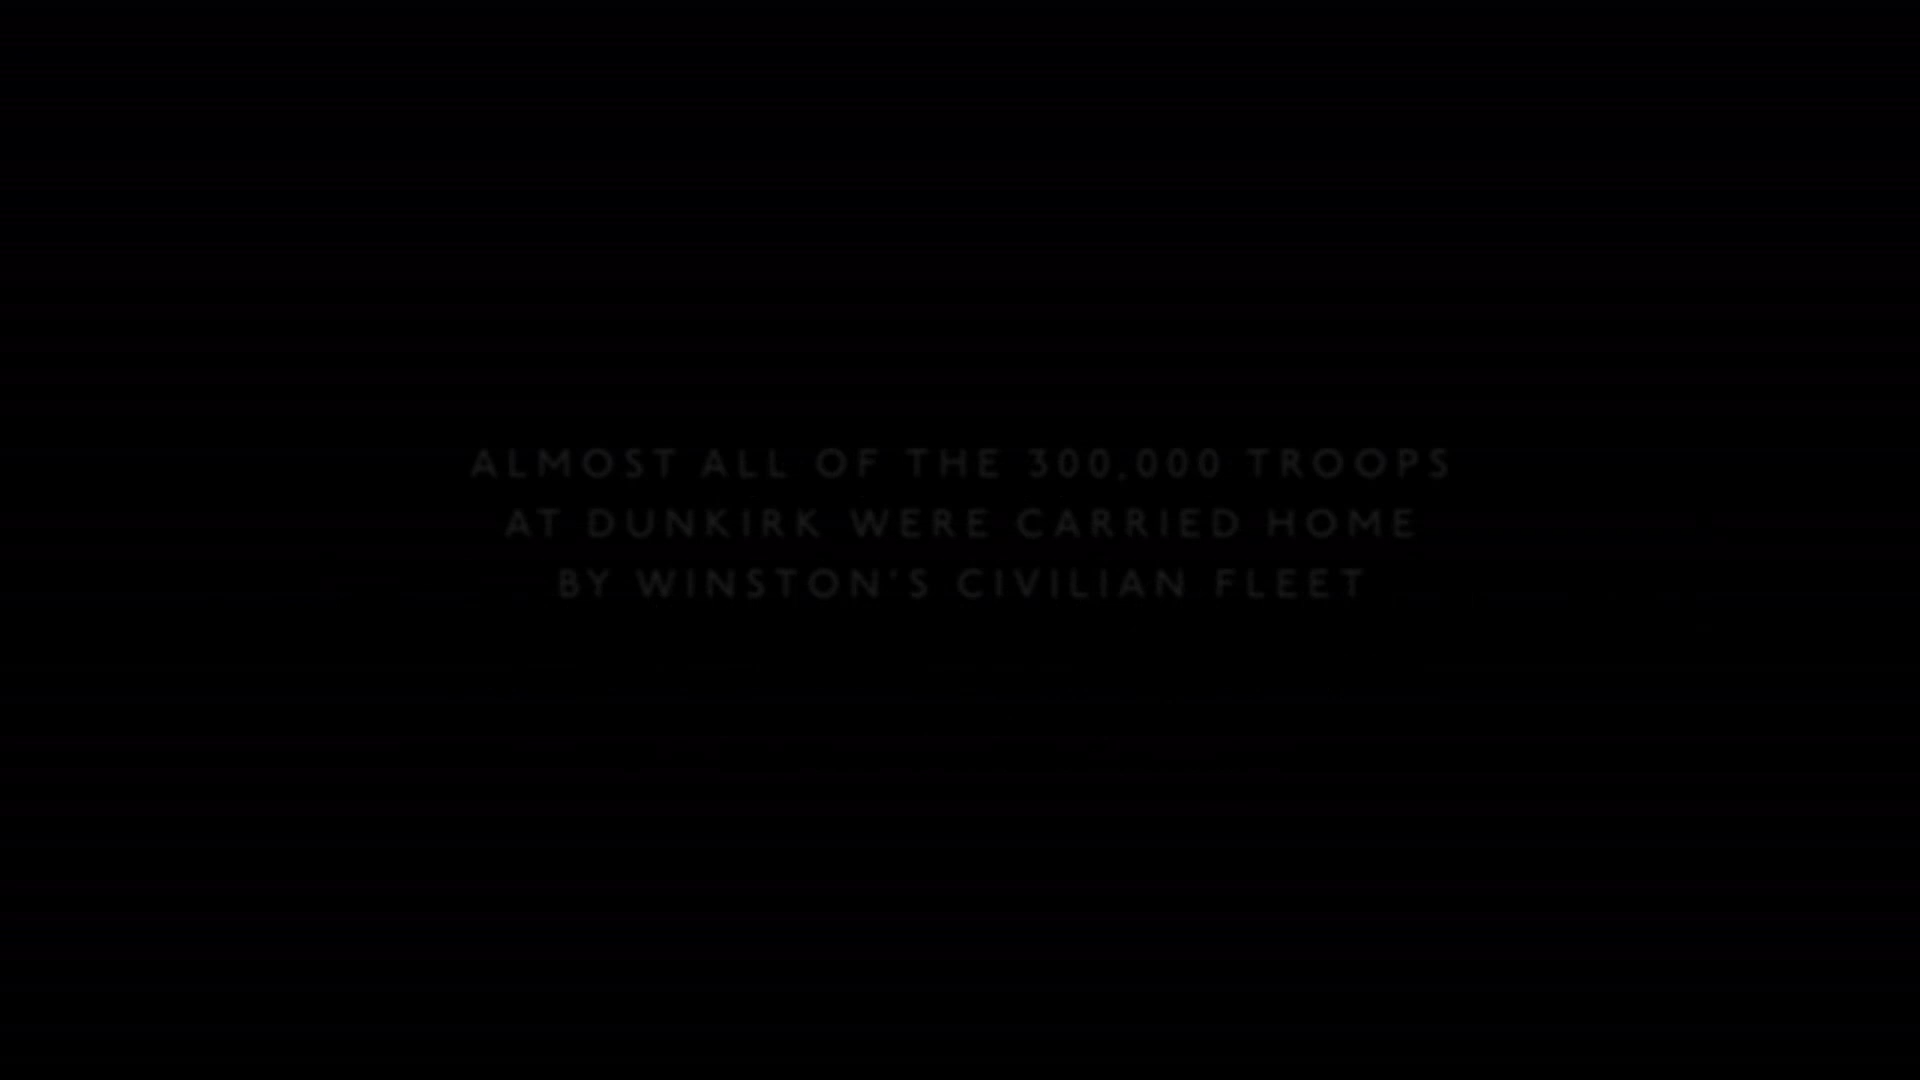 ALMOST ALL OF THE 300,000 TROOPS
AT DUNKIRK WERE CARRIED HOME
BY WINSTON'S CIVILIAN FLEET